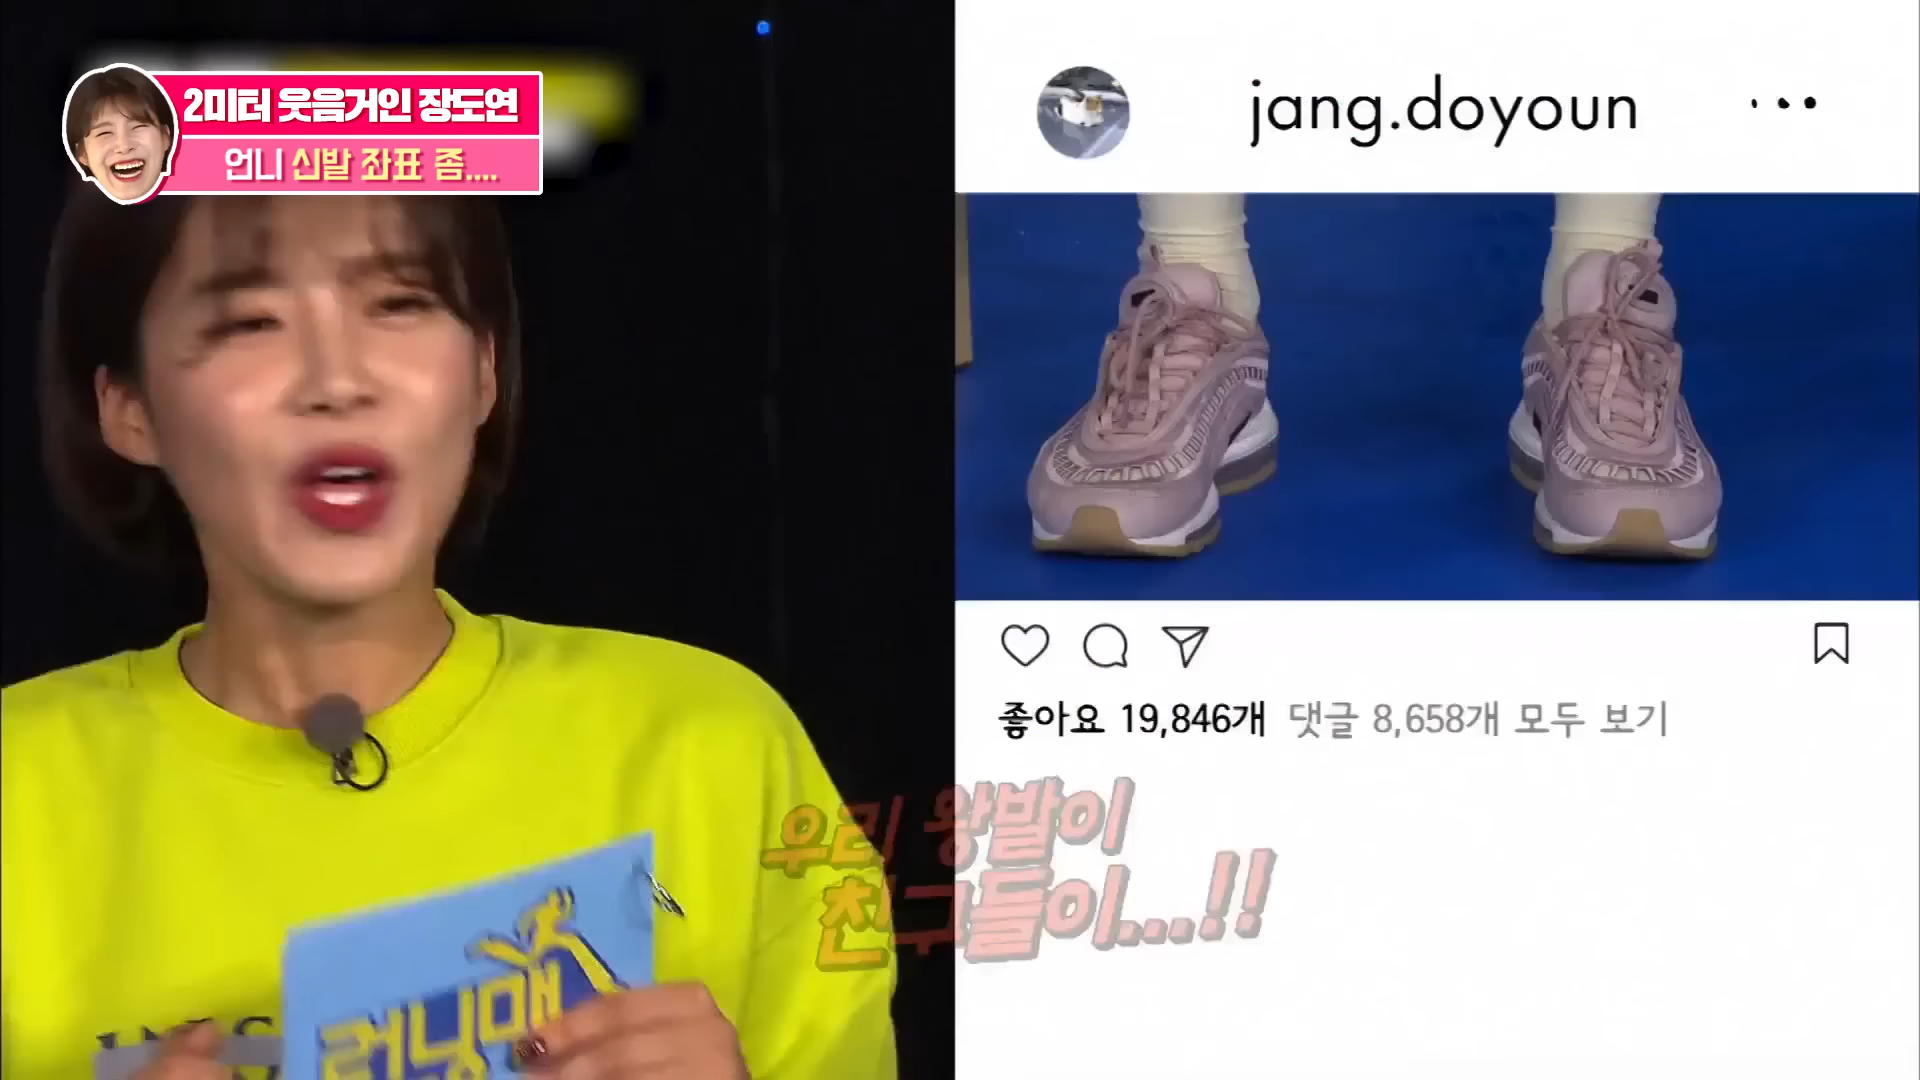 2미터 웃음거인 장도연
언니 신발 좌표 좀....
jang.doyoun
좋아요 19,846개 댓글 8,658개 모두 보기
우리 왕발이
친구들이...!!
런닝맨